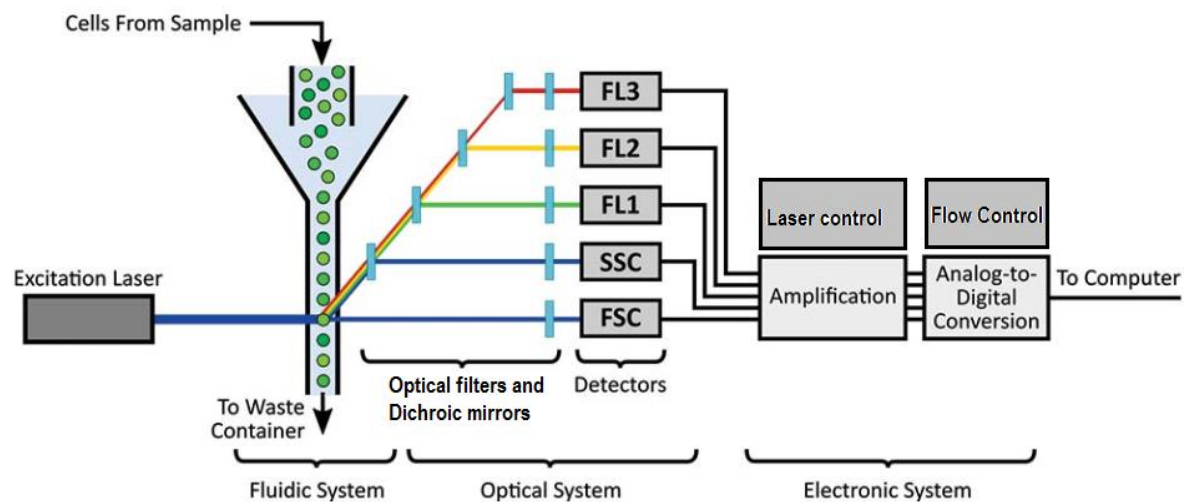 Cells From Sample
FL3
FL2
FL1
SSC
FSC
Laser control
Flow Control
Excitation Laser
Amplification
Analog-to-
Digital
Conversion
To Computer
Optical filters and
Dichroic mirrors
Detectors
To Waste
Container
Fluidic System
Optical System
Electronic System